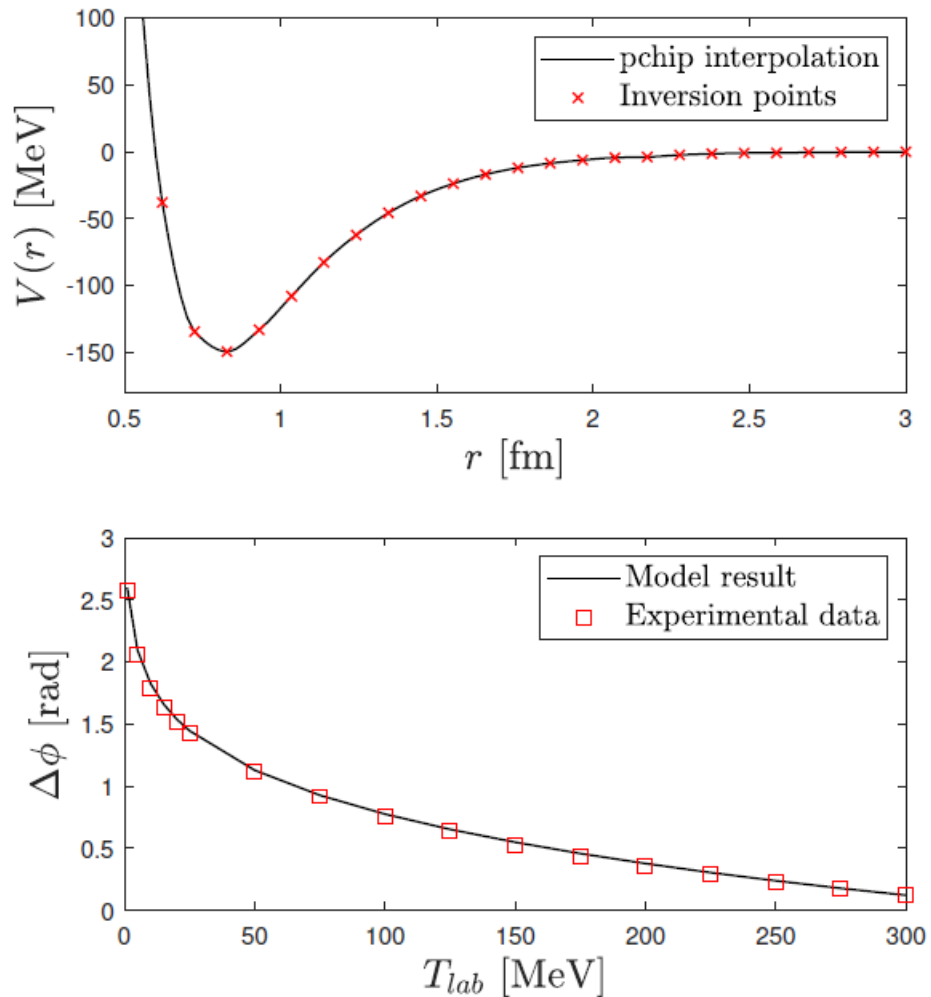 100
50
0
-50
-100
-150
V(r) [MeV]
pchip interpolation
Inversion points
0.5 1 1.5 2 2.5 3
r [fm]
3
2.5
2
1.5
1
0.5
0
Δϕ [rad]
Model result
Experimental data
0 50 100 150 200 250 300
T_{lab} [MeV]